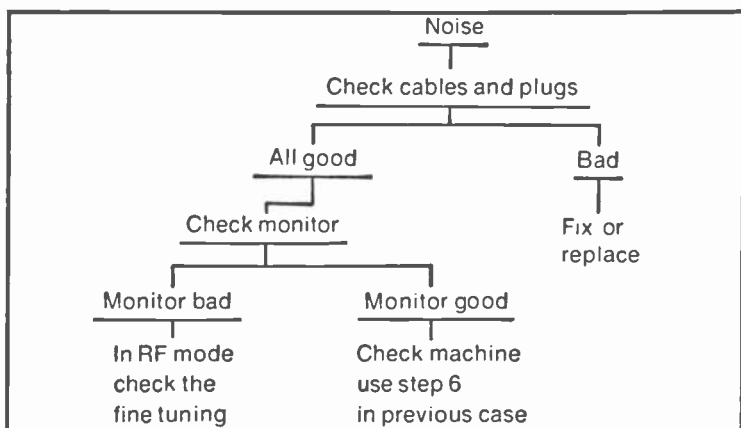 Noise
Check cables and plugs
All good
Bad
Check monitor
Fix or
replace
Monitor bad
Monitor good
In RF mode
check the
fine tuning
Check machine
use step 6
in previous case